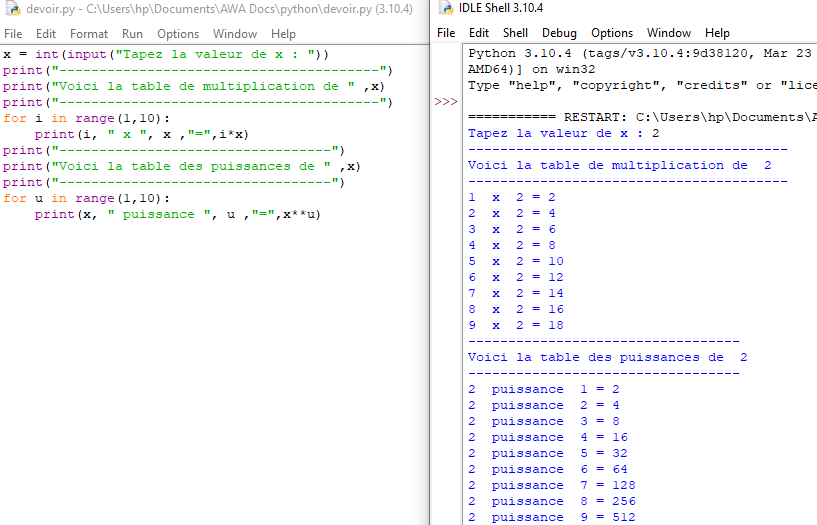 devoir.py - C:\Users\hp\Documents\AWA Docs\python\devoir.py (3.10.4)
File Edit Format Run Options Window Help
x = int(input("Tapez la valeur de x : "))
print("----------------------------------------")
print("Voici la table de multiplication de " ,x)
print("----------------------------------------")
for i in range(1,10):
    print(i, " x ", x ,"=",i*x)
print("----------------------------------")
print("Voici la table des puissances de " ,x)
print("----------------------------------")
for u in range(1,10):
    print(x, " puissance ", u ,"=",x**u)
IDLE Shell 3.10.4
File Edit Shell Debug Options Window Help
Python 3.10.4 (tags/v3.10.4:9d38120, Mar 23
AMD64)] on win32
Type "help", "copyright", "credits" or "lice
>>>
=========== RESTART: C:\Users\hp\Documents\A
Tapez la valeur de x : 2
----------------------------------------
Voici la table de multiplication de  2
----------------------------------------
1  x  2 = 2
2  x  2 = 4
3  x  2 = 6
4  x  2 = 8
5  x  2 = 10
6  x  2 = 12
7  x  2 = 14
8  x  2 = 16
9  x  2 = 18
----------------------------------
Voici la table des puissances de  2
----------------------------------
2  puissance  1 = 2
2  puissance  2 = 4
2  puissance  3 = 8
2  puissance  4 = 16
2  puissance  5 = 32
2  puissance  6 = 64
2  puissance  7 = 128
2  puissance  8 = 256
2  puissance  9 = 512